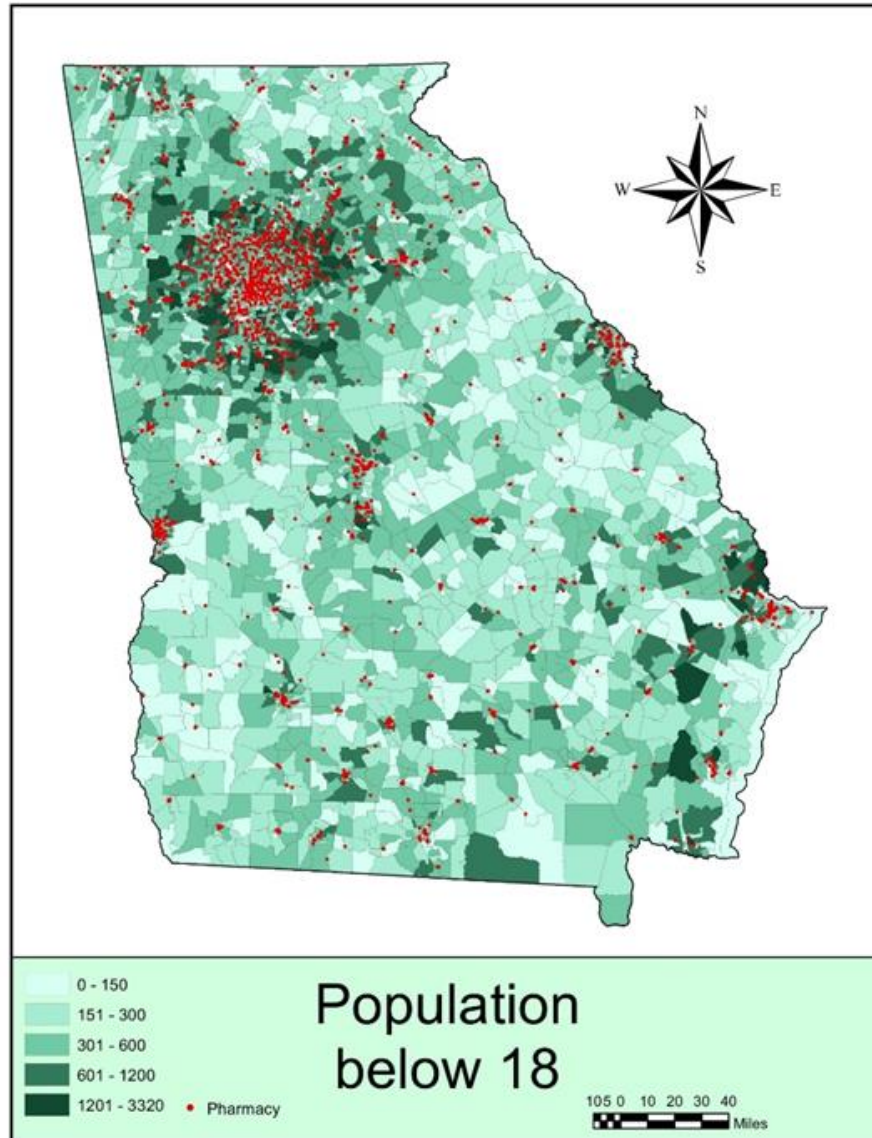 N
W E
S
0 - 150
151 - 300
301 - 600
601 - 1200
1201 - 3320
Pharmacy
Population
below 18
105 0 10 20 30 40
Miles